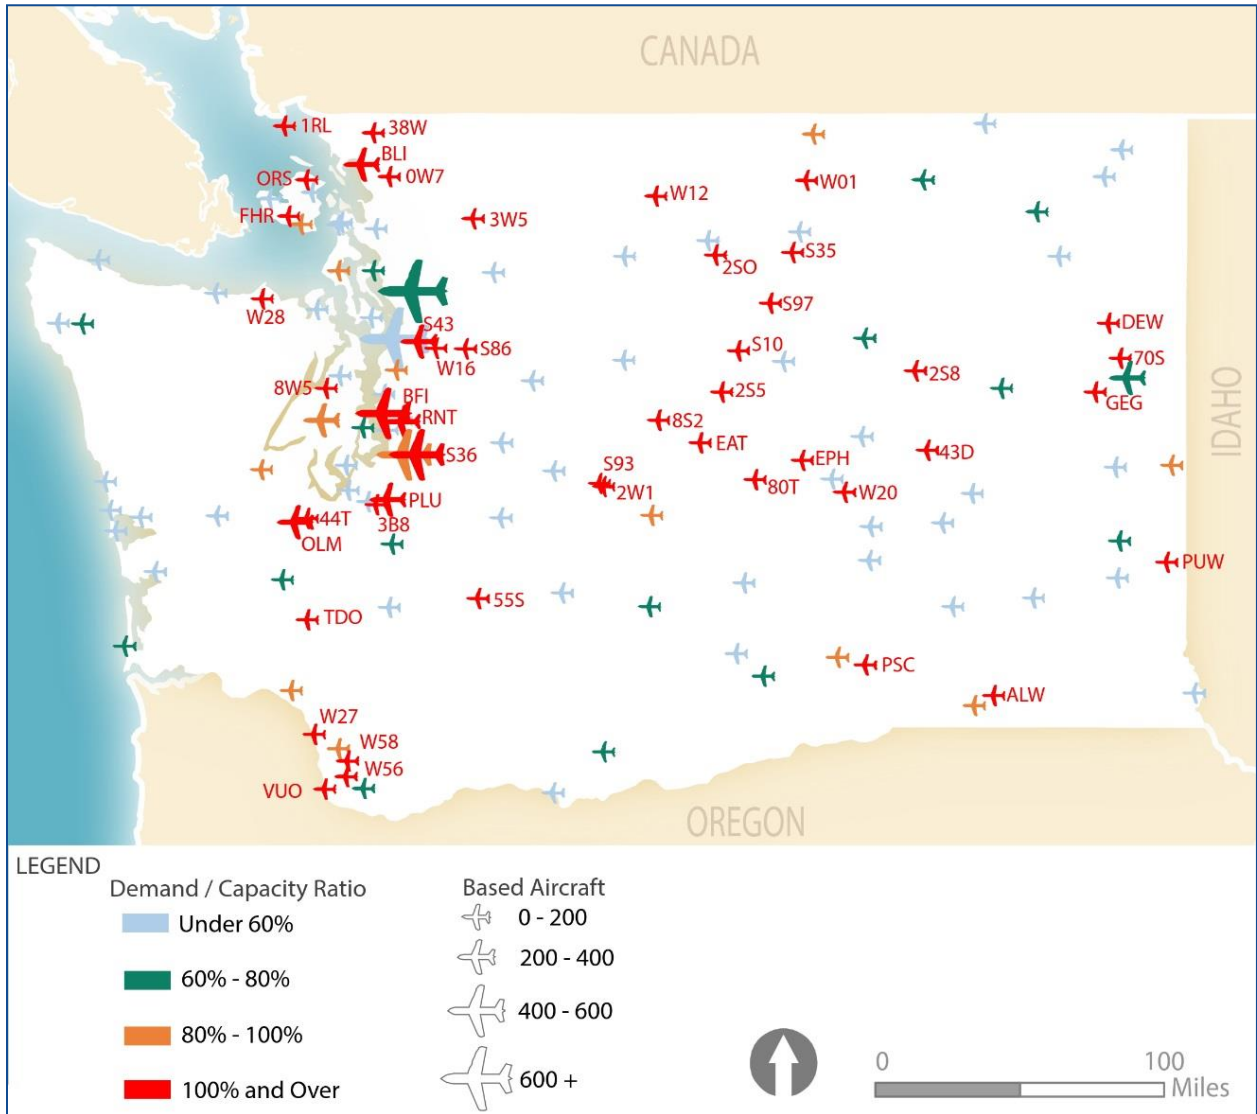 CANADA
1RL
38W
BLI
ORS
0W7
W01
W12
FHR
3W5
S35
2SO
S97
W28
DEW
S43
S86
W16
S10
70S
2S8
8W5
BFI
2S5
GEG
RNT
8S2
IDAHO
EAT
S36
43D
EPH
S93
80T
2W1
W20
PLU
44T
3B8
OLM
PUW
55S
TDO
PSC
ALW
W27
W58
W56
VUO
OREGON
LEGEND
Demand / Capacity Ratio
Under 60%
60% - 80%
80% - 100%
100% and Over
Based Aircraft
0 - 200
200 - 400
400 - 600
600 +
0
100
Miles